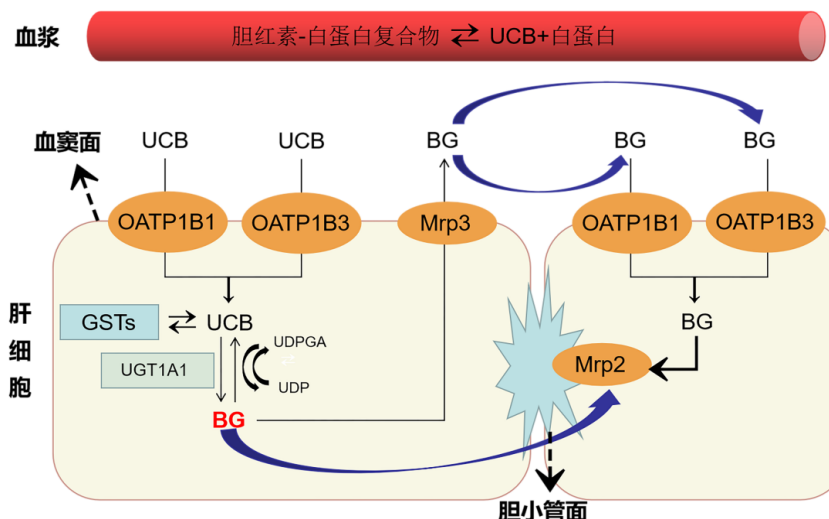 血浆
胆红素-白蛋白复合物 ⇌ UCB+白蛋白
血窦面
UCB
UCB
BG
BG
BG
OATP1B1
OATP1B3
Mrp3
OATP1B1
OATP1B3
肝细胞
GSTs
UCB
UGT1A1
UDPGA
UDP
BG
BG
Mrp2
胆小管面